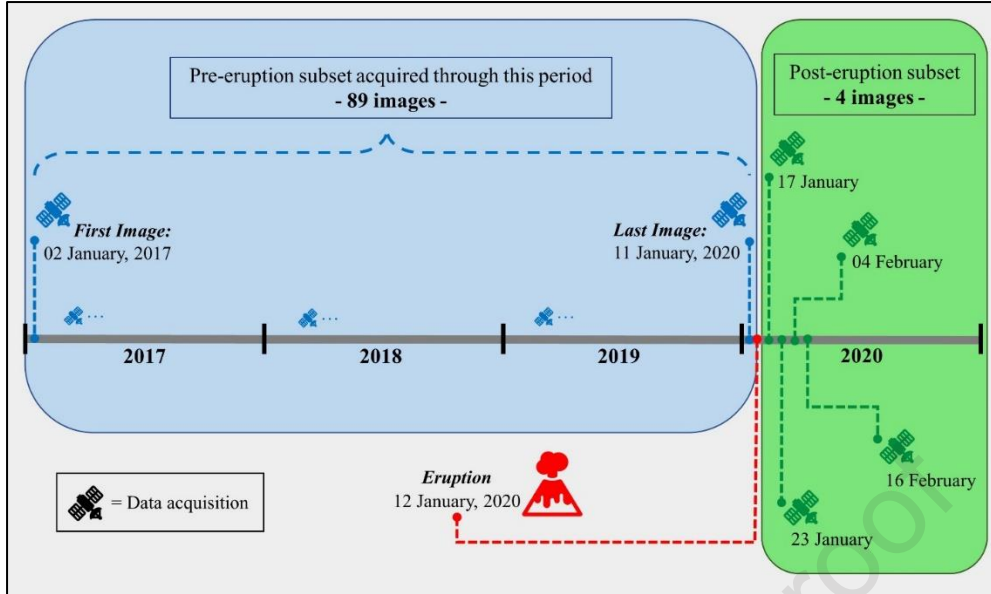 Pre-eruption subset acquired through this period
- 89 images -
Post-eruption subset
- 4 images -
17 January
First Image:
02 January, 2017
Last Image:
11 January, 2020
04 February
...
...
...
2017
2018
2019
2020
Eruption
12 January, 2020
= Data acquisition
16 February
23 January
roof